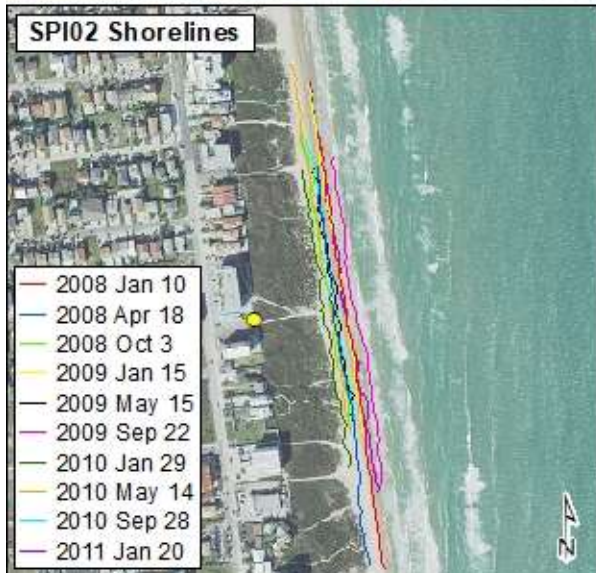 SPI02 Shorelines
2008 Jan 10
2008 Apr 18
2008 Oct 3
2009 Jan 15
2009 May 15
2009 Sep 22
2010 Jan 29
2010 May 14
2010 Sep 28
2011 Jan 20
N